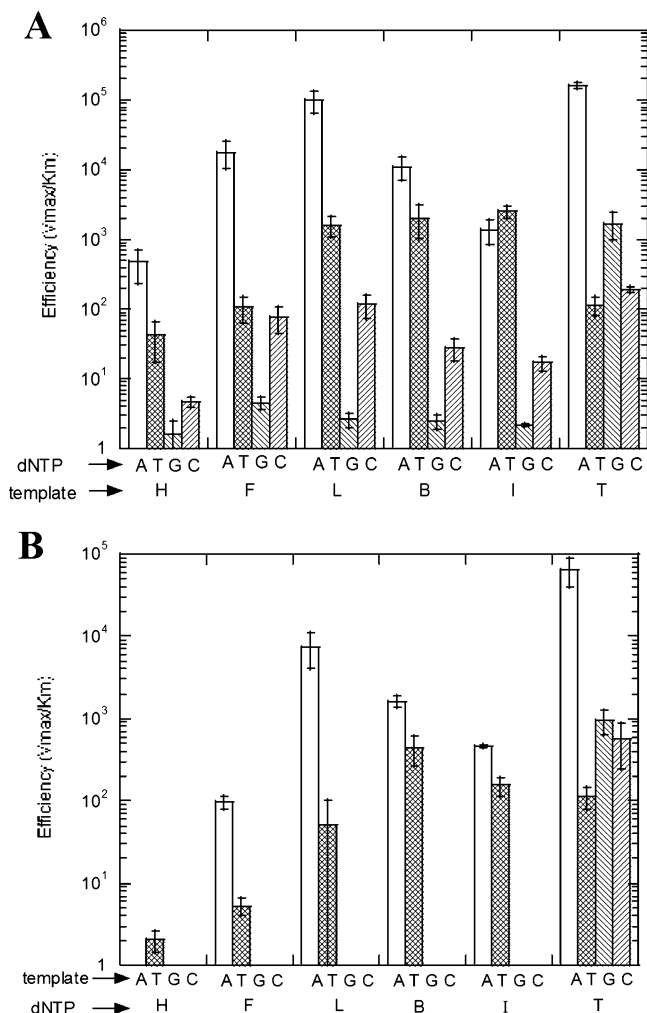 A
10^6
10^5
10^4
10^3
10^2
10^1
1
Efficiency (Vmax/Km)
dNTP A T G C A T G C A T G C A T G C A T G C A T G C
template H F L B I T
B
10^5
10^4
10^3
10^2
10^1
1
Efficiency (Vmax/Km)
template A T G C A T G C A T G C A T G C A T G C A T G C
dNTP H F L B I T